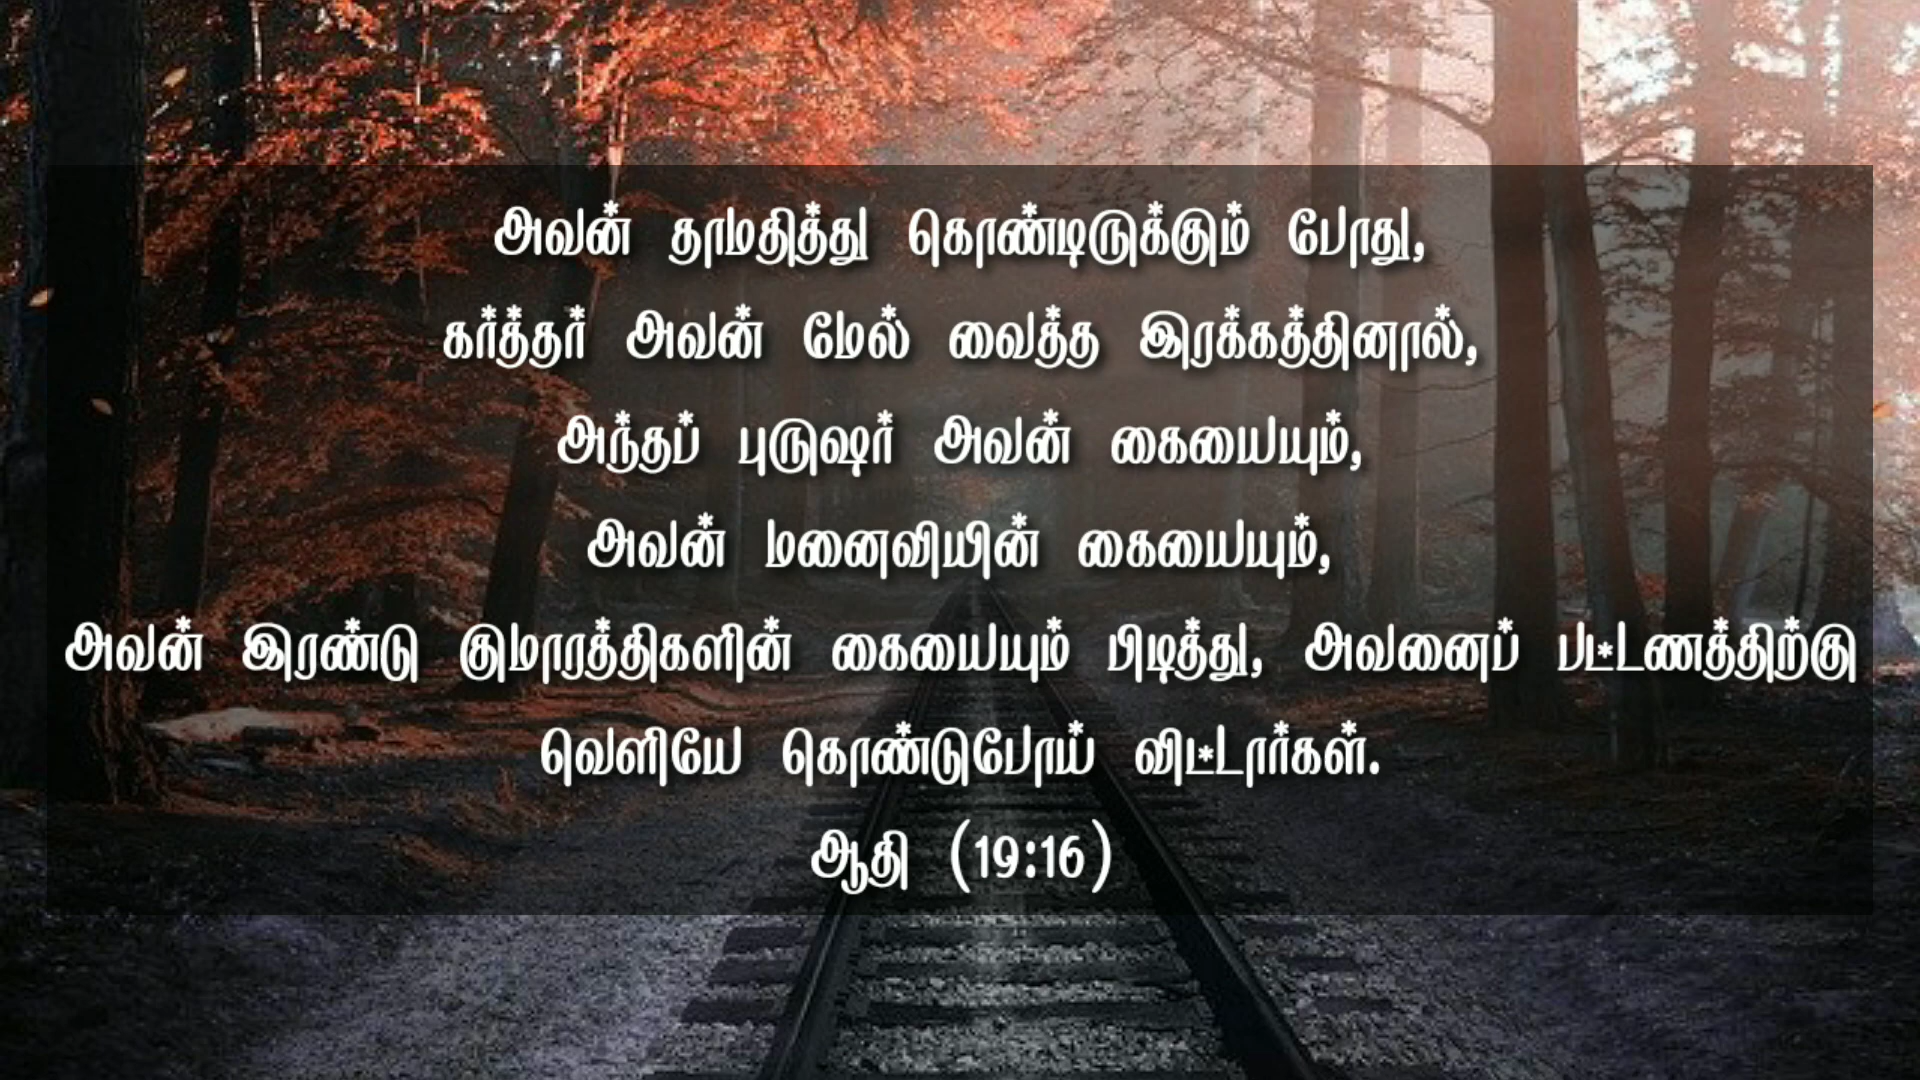 அவன் தாமதித்து கொண்டிருக்கும் போது,
கர்த்தர் அவன் மேல் வைத்த இரக்கத்தினால்,
அந்தப் புருஷர் அவன் கையையும்,
அவன் மனைவியின் கையையும்,
அவன் இரண்டு குமாரத்திகளின் கையையும் பிடித்து, அவனைப் பட்டணத்திற்கு
வெளியே கொண்டுபோய் விட்டார்கள்.
ஆதி (19:16)